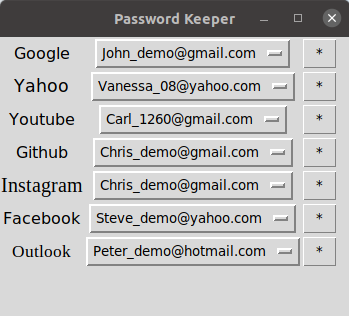 Password Keeper
Google John_demo@gmail.com *
Yahoo Vanessa_08@yahoo.com *
Youtube Carl_1260@gmail.com *
Github Chris_demo@gmail.com *
Instagram Chris_demo@gmail.com *
Facebook Steve_demo@yahoo.com *
Outlook Peter_demo@hotmail.com *